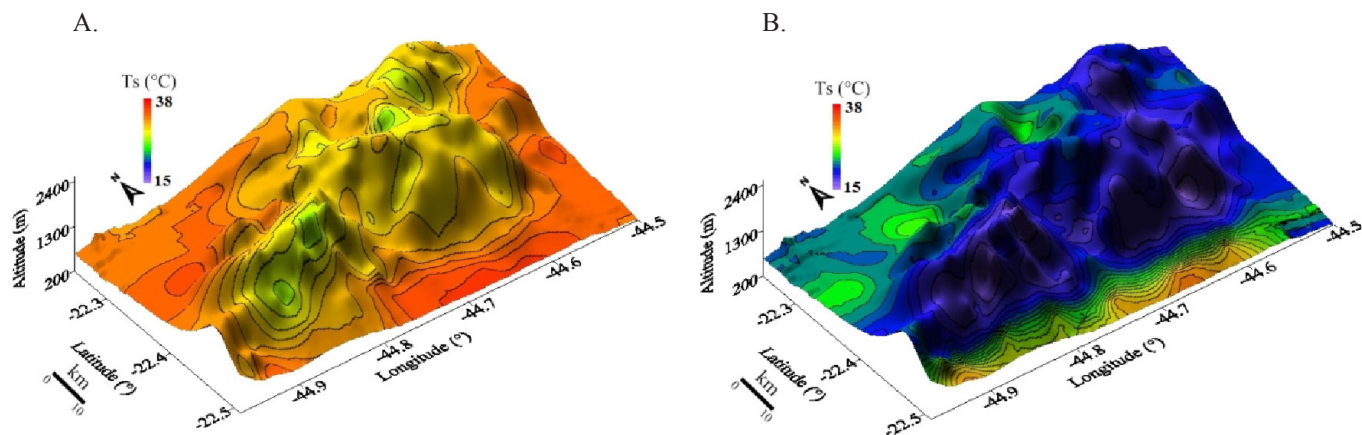 A.
Ts (°C)
38
15
N
2400
1300
200
Altitude (m)
-22.3
-22.4
-22.5
Latitude (°)
km
0 10
-44.9
-44.8
-44.7
-44.6
-44.5
Longitude (°)
B.
Ts (°C)
38
15
N
2400
1300
200
Altitude (m)
-22.3
-22.4
-22.5
Latitude (°)
km
0 10
-44.9
-44.8
-44.7
-44.6
-44.5
Longitude (°)